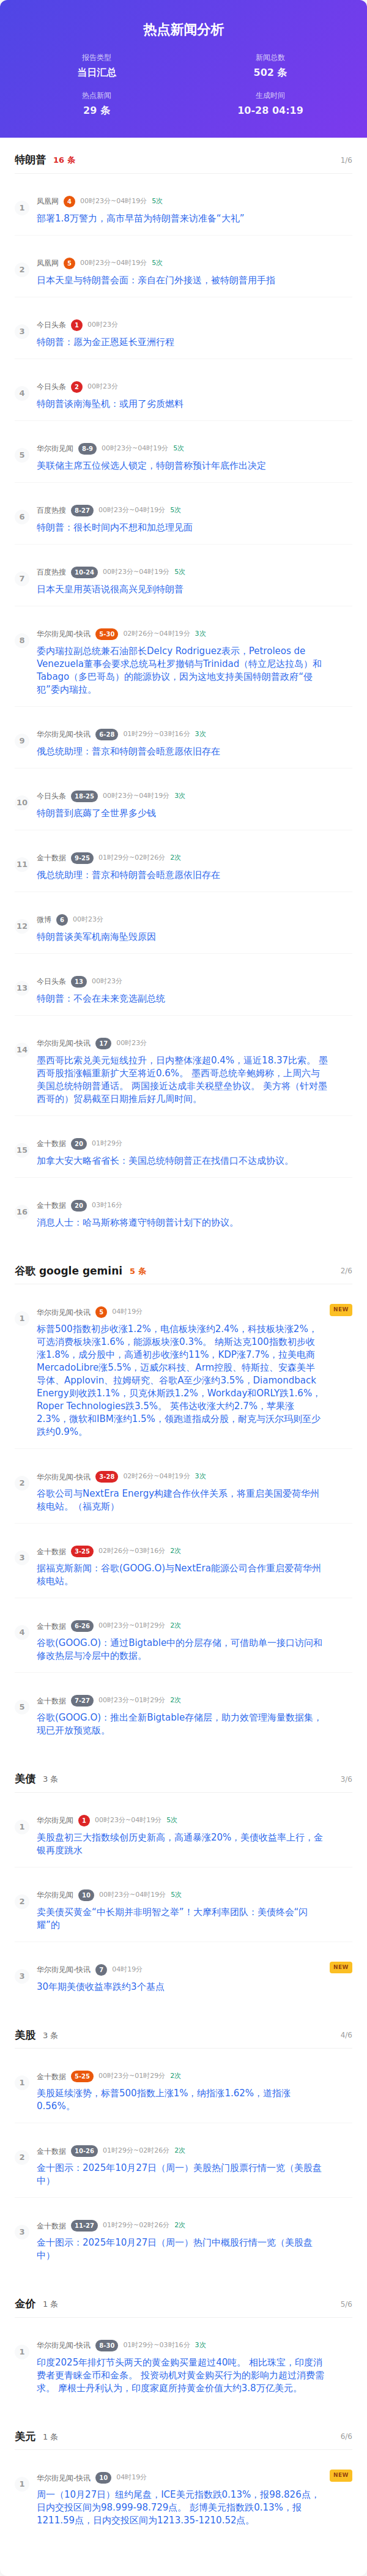 热点新闻分析
报告类型
新闻总数
当日汇总
502 条
热点新闻
生成时间
29 条
10-28 04:19
特朗普 16 条 1/6
1 凤凰网 4 00时23分~04时19分 5次
部署1.8万警力，高市早苗为特朗普来访准备“大礼”
2 凤凰网 5 00时23分~04时19分 5次
日本天皇与特朗普会面：亲自在门外接送，被特朗普用手指
3 今日头条 1 00时23分
特朗普：愿为金正恩延长亚洲行程
4 今日头条 2 00时23分
特朗普谈南海坠机：或用了劣质燃料
5 华尔街见闻 8-9 00时23分~04时19分 5次
美联储主席五位候选人锁定，特朗普称预计年底作出决定
6 百度热搜 8-27 00时23分~04时19分 5次
特朗普：很长时间内不想和加总理见面
7 百度热搜 10-24 00时23分~04时19分 5次
日本天皇用英语说很高兴见到特朗普
8 华尔街见闻-快讯 5-30 02时26分~04时19分 3次
委内瑞拉副总统兼石油部长Delcy Rodriguez表示，Petroleos de
Venezuela董事会要求总统马杜罗撤销与Trinidad（特立尼达拉岛）和
Tabago（多巴哥岛）的能源协议，因为这地支持美国特朗普政府“侵
犯”委内瑞拉。
9 华尔街见闻-快讯 6-28 01时29分~03时16分 3次
俄总统助理：普京和特朗普会晤意愿依旧存在
10 今日头条 18-25 00时23分~04时19分 3次
特朗普到底薅了全世界多少钱
11 金十数据 9-25 01时29分~02时26分 2次
俄总统助理：普京和特朗普会晤意愿依旧存在
12 微博 6 00时23分
特朗普谈美军机南海坠毁原因
13 今日头条 13 00时23分
特朗普：不会在未来竞选副总统
14 华尔街见闻-快讯 17 00时23分
墨西哥比索兑美元短线拉升，日内整体涨超0.4%，逼近18.37比索。 墨
西哥股指涨幅重新扩大至将近0.6%。 墨西哥总统辛鲍姆称，上周六与
美国总统特朗普通话。 两国接近达成非关税壁垒协议。 美方将（针对墨
西哥的）贸易截至日期推后好几周时间。
15 金十数据 20 01时29分
加拿大安大略省省长：美国总统特朗普正在找借口不达成协议。
16 金十数据 20 03时16分
消息人士：哈马斯称将遵守特朗普计划下的协议。
谷歌 google gemini 5 条 2/6
1 华尔街见闻-快讯 5 04时19分 NEW
标普500指数初步收涨1.2%，电信板块涨约2.4%，科技板块涨2%，
可选消费板块涨1.6%，能源板块涨0.3%。 纳斯达克100指数初步收
涨1.8%，成分股中，高通初步收涨约11%，KDP涨7.7%，拉美电商
MercadoLibre涨5.5%，迈威尔科技、Arm控股、特斯拉、安森美半
导体、Applovin、拉姆研究、谷歌A至少涨约3.5%，Diamondback
Energy则收跌1.1%，贝克休斯跌1.2%，Workday和ORLY跌1.6%，
Roper Technologies跌3.5%。 英伟达收涨大约2.7%，苹果涨
2.3%，微软和IBM涨约1.5%，领跑道指成分股，耐克与沃尔玛则至少
跌约0.9%。
2 华尔街见闻-快讯 3-28 02时26分~04时19分 3次
谷歌公司与NextEra Energy构建合作伙伴关系，将重启美国爱荷华州
核电站。（福克斯）
3 金十数据 3-25 02时26分~03时16分 2次
据福克斯新闻：谷歌(GOOG.O)与NextEra能源公司合作重启爱荷华州
核电站。
4 金十数据 6-26 00时23分~01时29分 2次
谷歌(GOOG.O)：通过Bigtable中的分层存储，可借助单一接口访问和
修改热层与冷层中的数据。
5 金十数据 7-27 00时23分~01时29分 2次
谷歌(GOOG.O)：推出全新Bigtable存储层，助力效管理海量数据集，
现已开放预览版。
美债 3 条 3/6
1 华尔街见闻 1 00时23分~04时19分 5次
美股盘初三大指数续创历史新高，高通暴涨20%，美债收益率上行，金
银再度跳水
2 华尔街见闻 10 00时23分~04时19分 5次
卖美债买黄金“中长期并非明智之举”！大摩利率团队：美债终会“闪
耀”的
3 华尔街见闻-快讯 7 04时19分 NEW
30年期美债收益率跌约3个基点
美股 3 条 4/6
1 金十数据 5-25 00时23分~01时29分 2次
美股延续涨势，标普500指数上涨1%，纳指涨1.62%，道指涨
0.56%。
2 金十数据 10-26 01时29分~02时26分 2次
金十图示：2025年10月27日（周一）美股热门股票行情一览（美股盘
中）
3 金十数据 11-27 01时29分~02时26分 2次
金十图示：2025年10月27日（周一）热门中概股行情一览（美股盘
中）
金价 1 条 5/6
1 华尔街见闻-快讯 8-30 01时29分~03时16分 3次
印度2025年排灯节头两天的黄金购买量超过40吨。 相比珠宝，印度消
费者更青睐金币和金条。 投资动机对黄金购买行为的影响力超过消费需
求。 摩根士丹利认为，印度家庭所持黄金价值大约3.8万亿美元。
美元 1 条 6/6
1 华尔街见闻-快讯 10 04时19分 NEW
周一（10月27日）纽约尾盘，ICE美元指数跌0.13%，报98.826点，
日内交投区间为98.999-98.729点。 彭博美元指数跌0.13%，报
1211.59点，日内交投区间为1213.35-1210.52点。